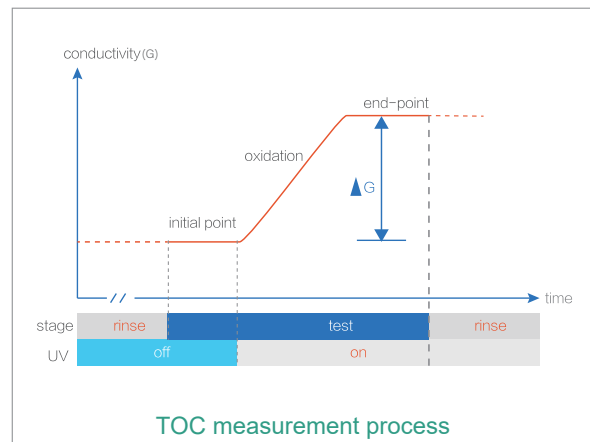 conductivity(G)
end-point
oxidation
▲G
initial point
time
stage rinse test rinse
UV off on
TOC measurement process